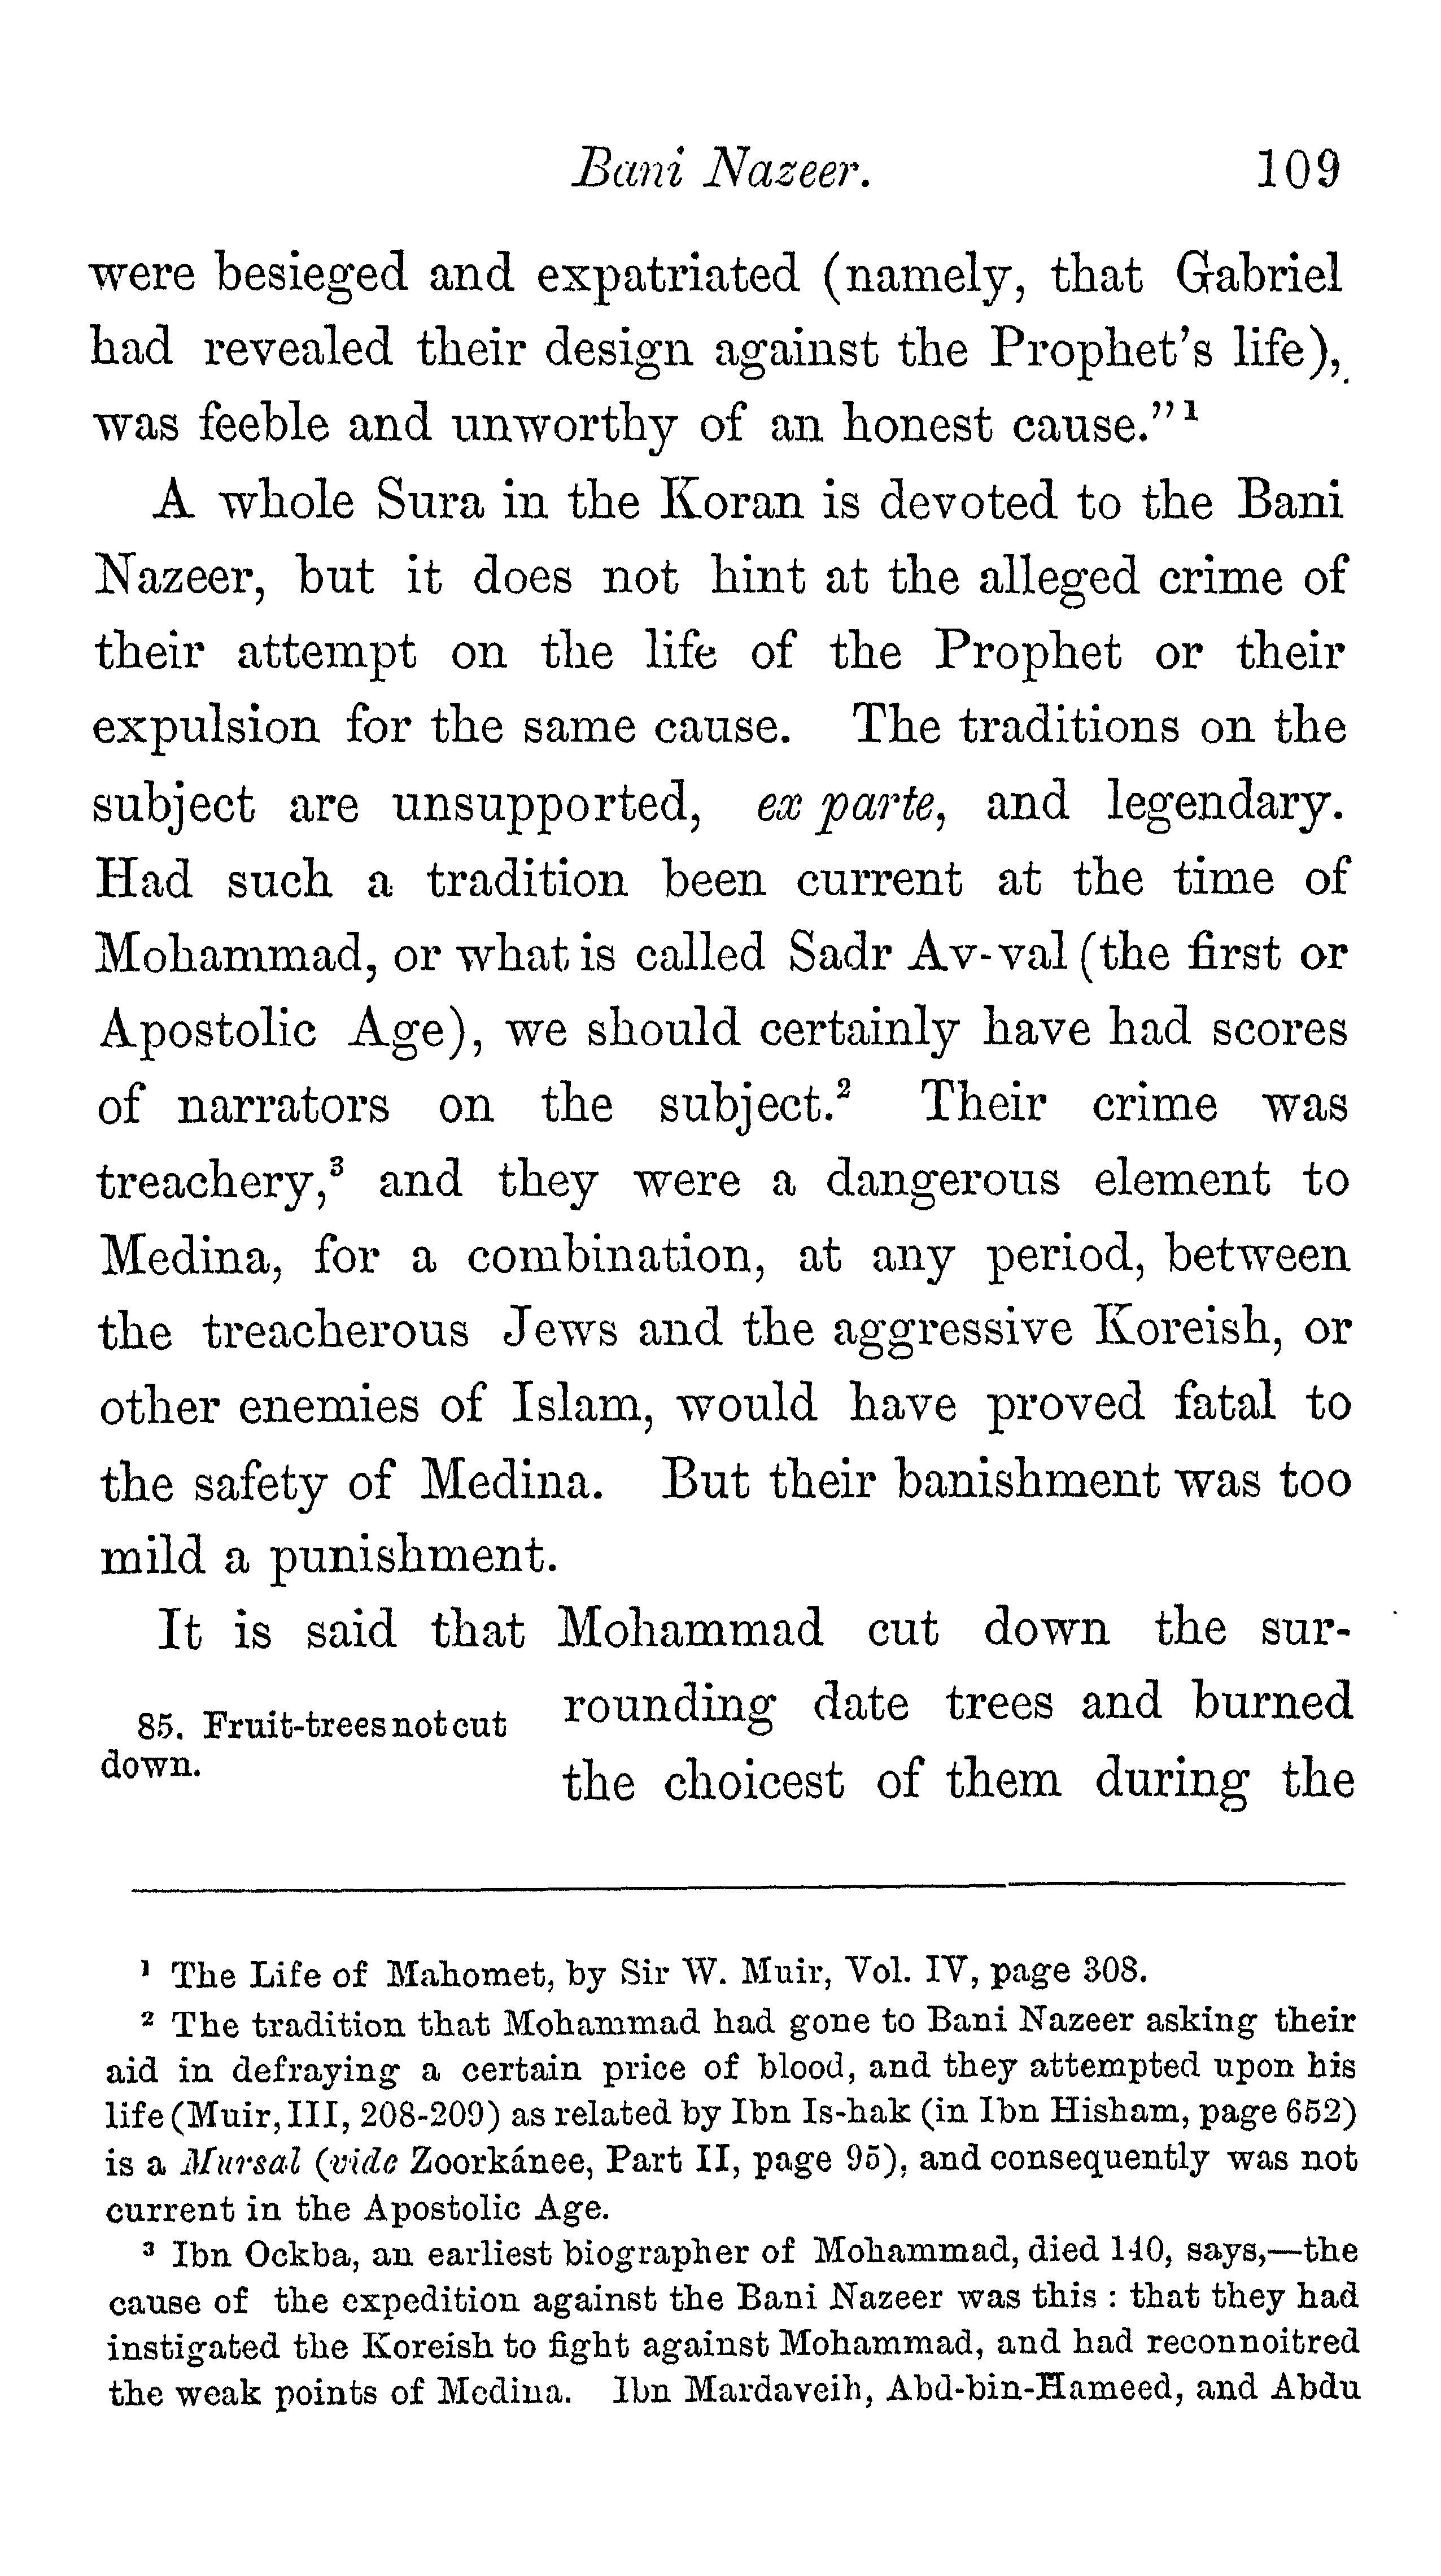 Bani Nazeer. 109
were besieged and expatriated (namely, that Gabriel
had revealed their design against the Prophet's life),
was feeble and unworthy of an honest cause."¹
A whole Sura in the Koran is devoted to the Bani
Nazeer, but it does not hint at the alleged crime of
their attempt on the life of the Prophet or their
expulsion for the same cause. The traditions on the
subject are unsupported, ex parte, and legendary.
Had such a tradition been current at the time of
Mohammad, or what is called Sadr Av-val (the first or
Apostolic Age), we should certainly have had scores
of narrators on the subject.² Their crime was
treachery,³ and they were a dangerous element to
Medina, for a combination, at any period, between
the treacherous Jews and the aggressive Koreish, or
other enemies of Islam, would have proved fatal to
the safety of Medina. But their banishment was too
mild a punishment.
It is said that Mohammad cut down the sur-
85. Fruit-trees not cut
down.
rounding date trees and burned
the choicest of them during the
¹ The Life of Mahomet, by Sir W. Muir, Vol. IV, page 308.
² The tradition that Mohammad had gone to Bani Nazeer asking their
aid in defraying a certain price of blood, and they attempted upon his
life (Muir, III, 208-209) as related by Ibn Is-hak (in Ibn Hisham, page 652)
is a Mursal (vide Zoorkánee, Part II, page 95), and consequently was not
current in the Apostolic Age.
³ Ibn Ockba, an earliest biographer of Mohammad, died 140, says,—the
cause of the expedition against the Bani Nazeer was this : that they had
instigated the Koreish to fight against Mohammad, and had reconnoitred
the weak points of Medina. Ibn Mardaveih, Abd-bin-Hameed, and Abdu